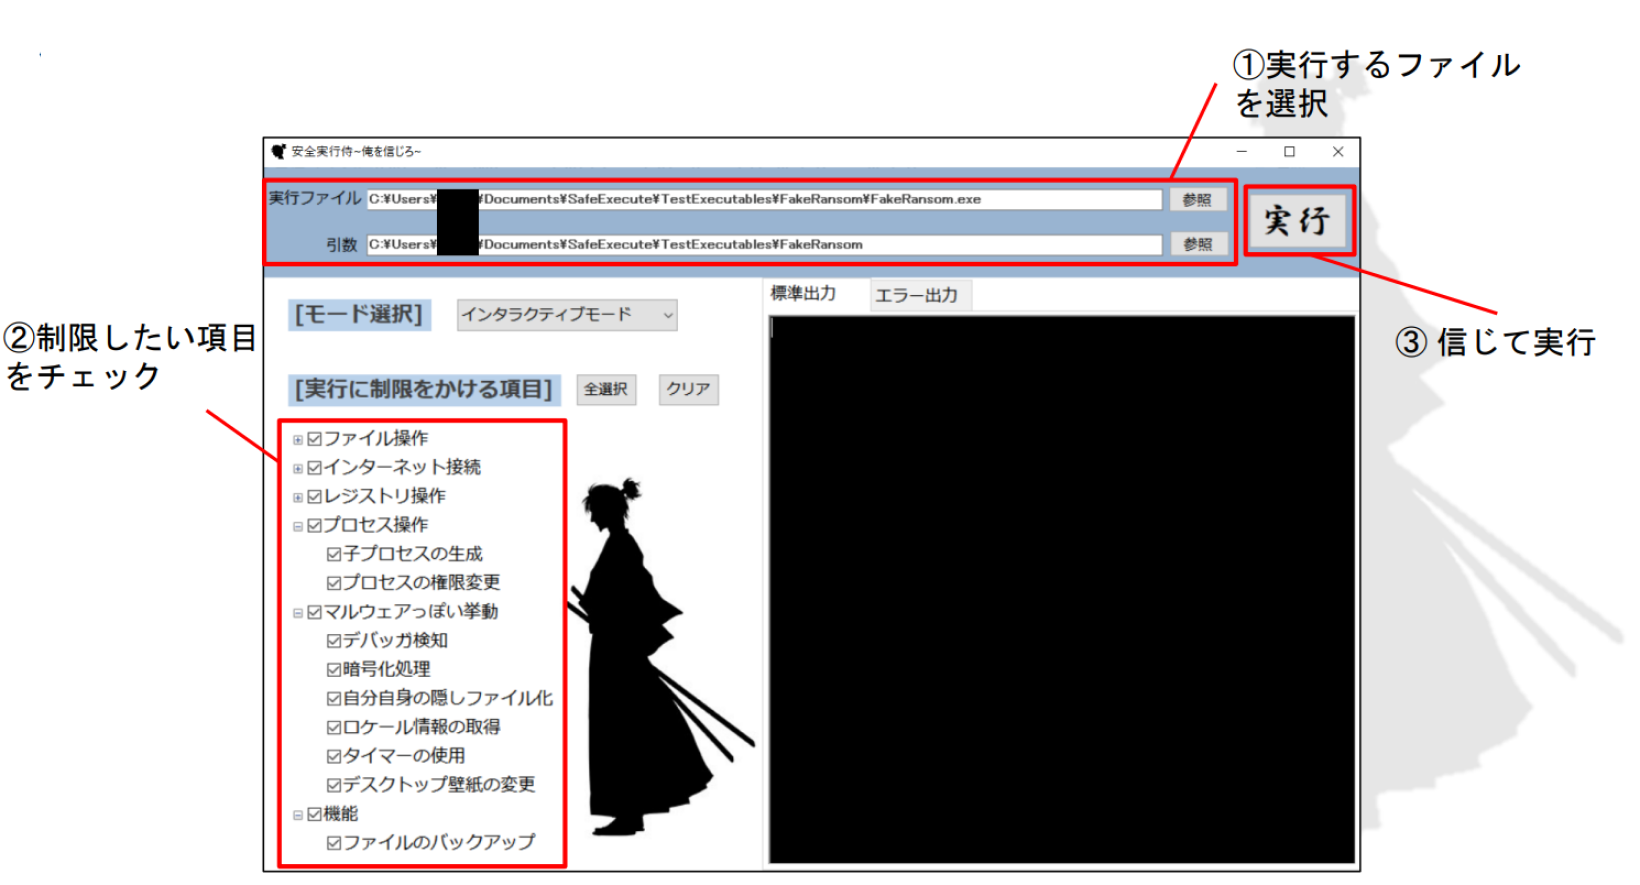 ①実行するファイル
を選択
安全実行侍~俺を信じろ~
実行ファイル C:¥Users¥ ¥Documents¥SafeExecute¥TestExecutables¥FakeRansom¥FakeRansom.exe 参照
実行
引数 C:¥Users¥ ¥Documents¥SafeExecute¥TestExecutables¥FakeRansom 参照
標準出力 エラー出力
[モード選択] インタラクティブモード
②制限したい項目
をチェック
③信じて実行
[実行に制限をかける項目] 全選択 クリア
ファイル操作
インターネット接続
レジストリ操作
プロセス操作
子プロセスの生成
プロセスの権限変更
マルウェアっぽい挙動
デバッガ検知
暗号化処理
自分自身の隠しファイル化
ロケール情報の取得
タイマーの使用
デスクトップ壁紙の変更
機能
ファイルのバックアップ